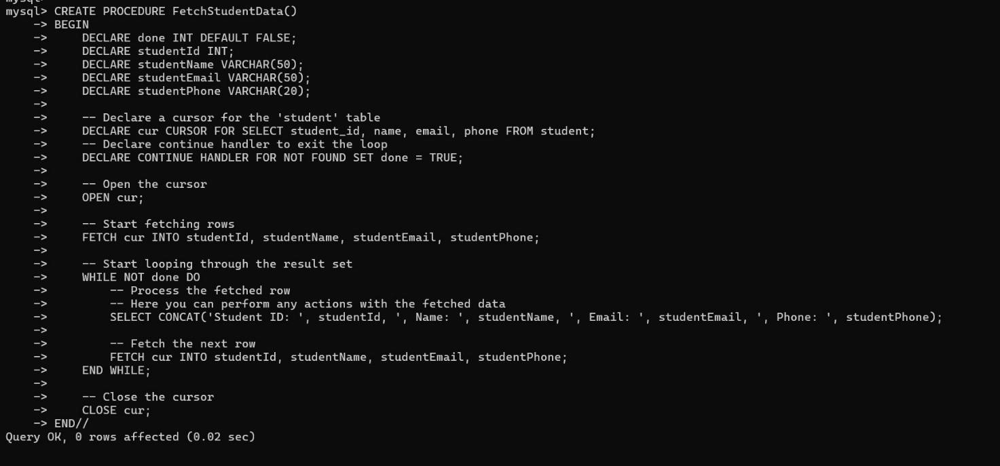 mysql>
mysql> CREATE PROCEDURE FetchStudentData()
    -> BEGIN
    ->     DECLARE done INT DEFAULT FALSE;
    ->     DECLARE studentId INT;
    ->     DECLARE studentName VARCHAR(50);
    ->     DECLARE studentEmail VARCHAR(50);
    ->     DECLARE studentPhone VARCHAR(20);
    ->
    ->     -- Declare a cursor for the 'student' table
    ->     DECLARE cur CURSOR FOR SELECT student_id, name, email, phone FROM student;
    ->     -- Declare continue handler to exit the loop
    ->     DECLARE CONTINUE HANDLER FOR NOT FOUND SET done = TRUE;
    ->
    ->     -- Open the cursor
    ->     OPEN cur;
    ->
    ->     -- Start fetching rows
    ->     FETCH cur INTO studentId, studentName, studentEmail, studentPhone;
    ->
    ->     -- Start looping through the result set
    ->     WHILE NOT done DO
    ->         -- Process the fetched row
    ->         -- Here you can perform any actions with the fetched data
    ->         SELECT CONCAT('Student ID: ', studentId, ', Name: ', studentName, ', Email: ', studentEmail, ', Phone: ', studentPhone);
    ->
    ->         -- Fetch the next row
    ->         FETCH cur INTO studentId, studentName, studentEmail, studentPhone;
    ->     END WHILE;
    ->
    ->     -- Close the cursor
    ->     CLOSE cur;
    -> END//
Query OK, 0 rows affected (0.02 sec)